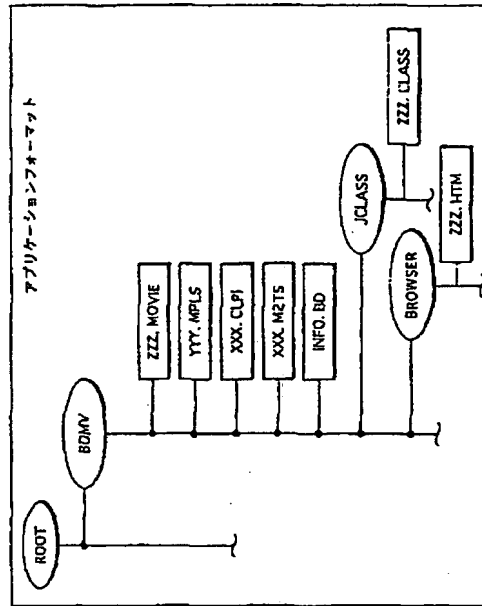 アプリケーションフォーマット
ROOT
BDMV
ZZZ. MOVIE
YYY. MPLS
XXX. CLPI
XXX. M2TS
INFO. BD
JCLASS
ZZZ. CLASS
BROWSER
ZZZ. HTM